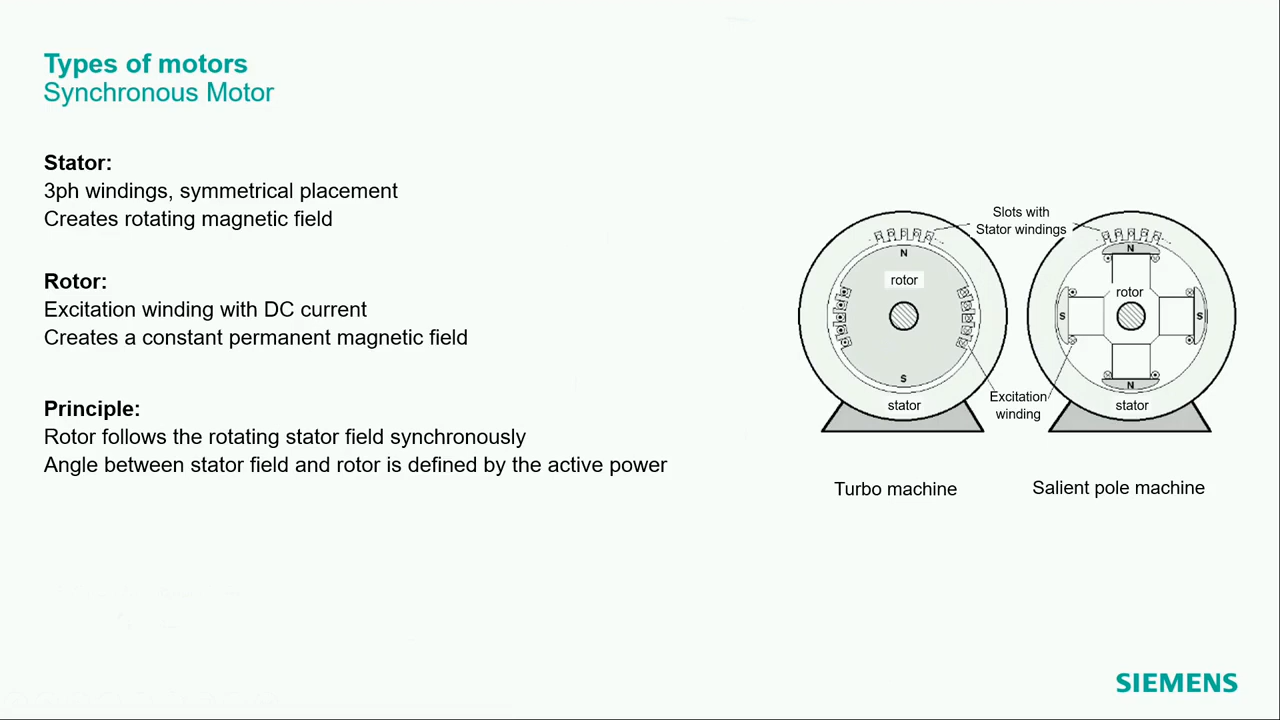 Types of motors
Synchronous Motor
Stator:
3ph windings, symmetrical placement
Creates rotating magnetic field
Rotor:
Excitation winding with DC current
Creates a constant permanent magnetic field
Principle:
Rotor follows the rotating stator field synchronously
Angle between stator field and rotor is defined by the active power
Slots with
Stator windings
N
rotor
S
stator
N
rotor
S
S
N
stator
Excitation
winding
Turbo machine
Salient pole machine
SIEMENS